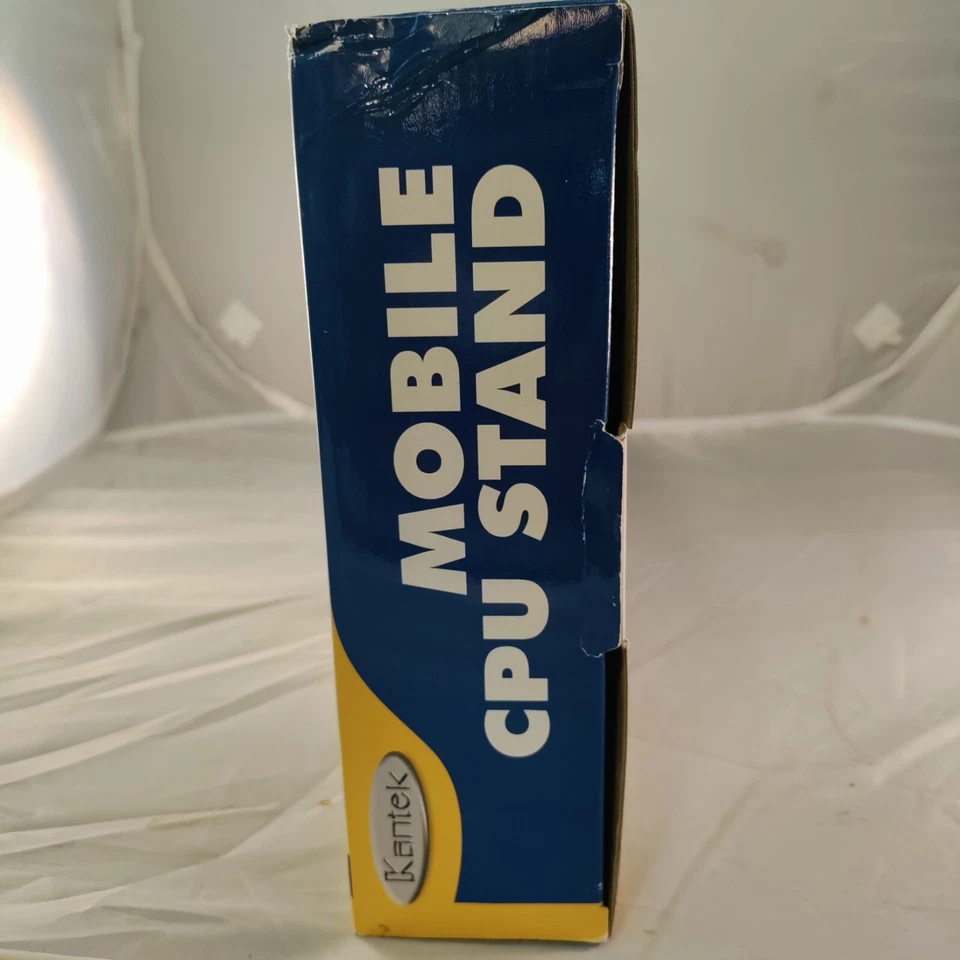 MOBILE
CPU STAND
Kantek